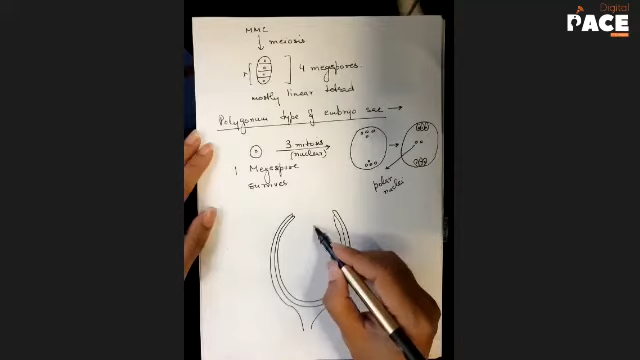 Digital
PACE
MMC
meiosis
4 megaspores.
mostly linear tetrad
Polygonum type of embryo sac
3 mitosis
(nuclear)
1 Megaspore
survives
polar
nuclei